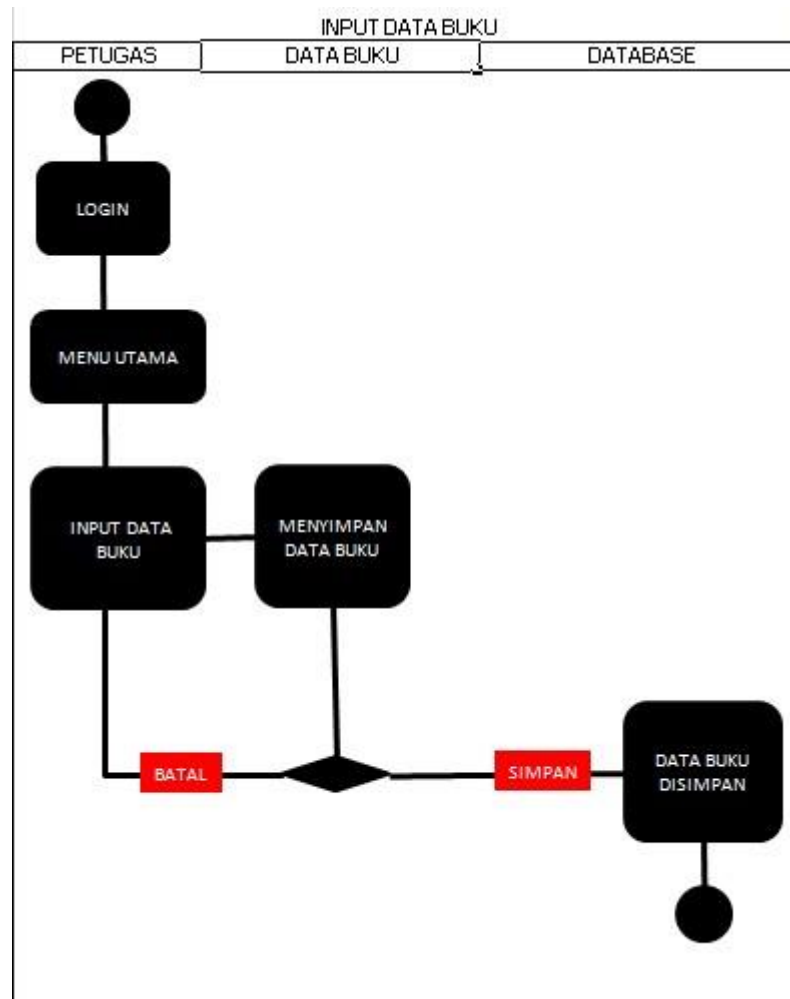 INPUT DATA BUKU
PETUGAS
DATA BUKU
DATABASE
LOGIN
MENU UTAMA
INPUT DATA
BUKU
MENYIMPAN
DATA BUKU
BATAL
SIMPAN
DATA BUKU
DISIMPAN